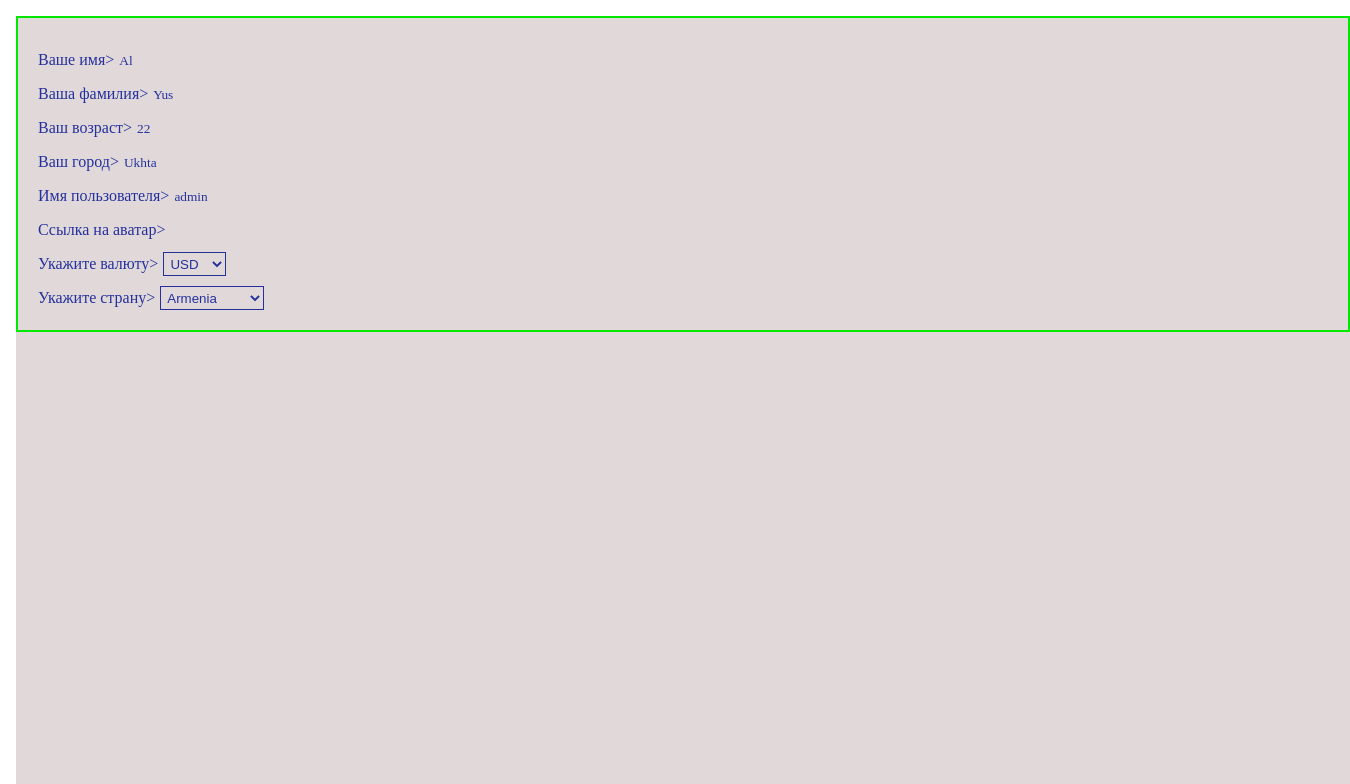 Ваше имя> Al
Ваша фамилия> Yus
Ваш возраст> 22
Ваш город> Ukhta
Имя пользователя> admin
Ссылка на аватар>
Укажите валюту> USD
Укажите страну> Armenia